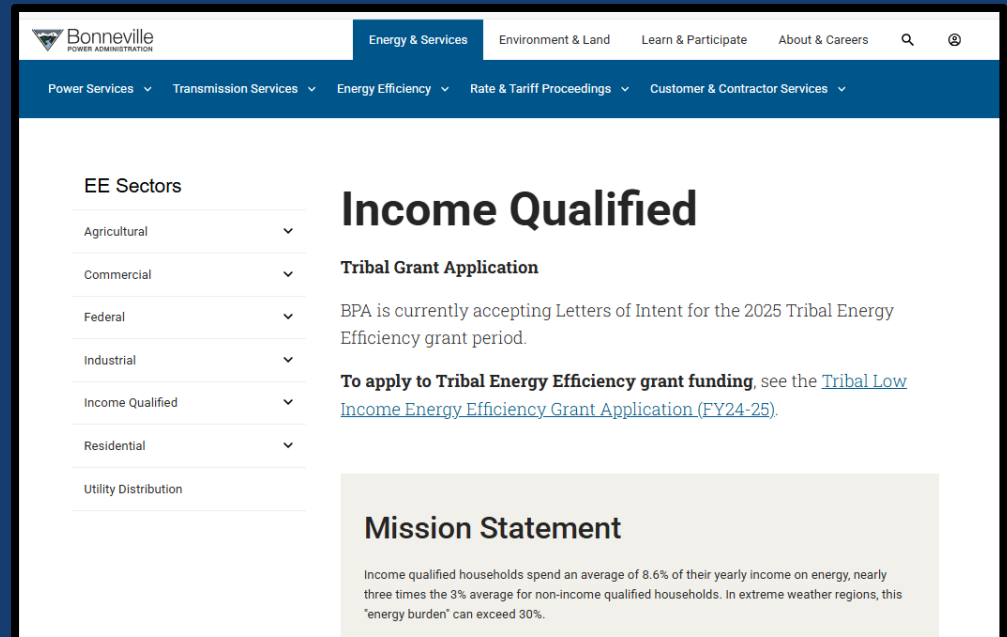 Bonneville
POWER ADMINISTRATION
Energy & Services
Environment & Land
Learn & Participate
About & Careers
Power Services
Transmission Services
Energy Efficiency
Rate & Tariff Proceedings
Customer & Contractor Services
EE Sectors
Agricultural
Commercial
Federal
Industrial
Income Qualified
Residential
Utility Distribution
Income Qualified
Tribal Grant Application
BPA is currently accepting Letters of Intent for the 2025 Tribal Energy
Efficiency grant period.
To apply to Tribal Energy Efficiency grant funding, see the Tribal Low
Income Energy Efficiency Grant Application (FY24-25).
Mission Statement
Income qualified households spend an average of 8.6% of their yearly income on energy, nearly
three times the 3% average for non-income qualified households. In extreme weather regions, this
"energy burden" can exceed 30%.